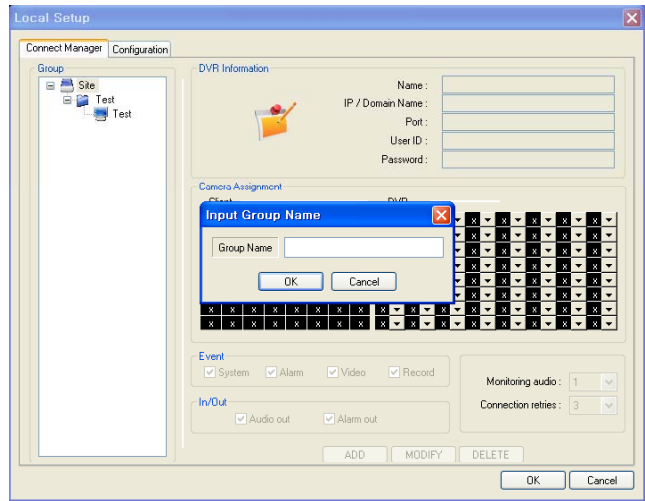 Local Setup
Connect Manager Configuration
Group
Site
Test
Test
DVR Information
Name :
IP / Domain Name :
Port :
User ID :
Password :
Camera Assignment
Client DVR
Input Group Name
Group Name
OK Cancel
x x x x x x x x x x x x x x x x
x x x x x x x x x x x x x x x x
Event
System Alarm Video Record
In/Out
Audio out Alarm out
Monitoring audio : 1
Connection retries : 3
ADD MODIFY DELETE
OK Cancel